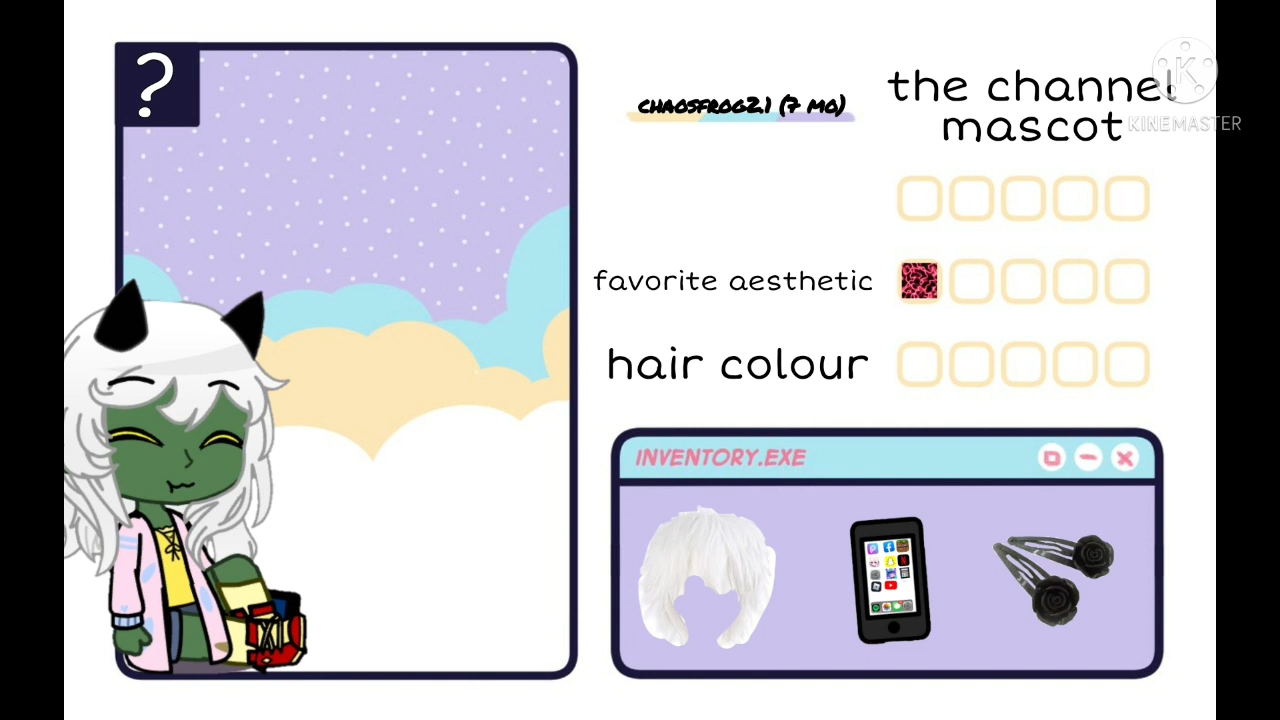 ?
chaosfrog2.1 (7 mo)
the channel
mascot
KINEMASTER
favorite aesthetic
hair colour
INVENTORY.EXE